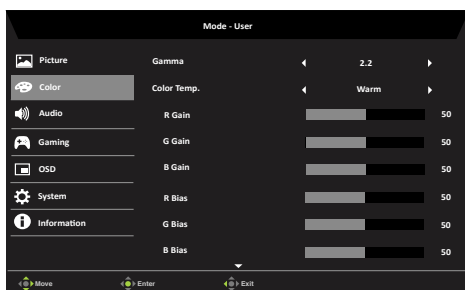 Mode - User
Picture
Gamma
2.2
Color
Color Temp.
Warm
Audio
R Gain
50
Gaming
G Gain
50
OSD
B Gain
50
System
R Bias
50
Information
G Bias
50
B Bias
50
Move
Enter
Exit